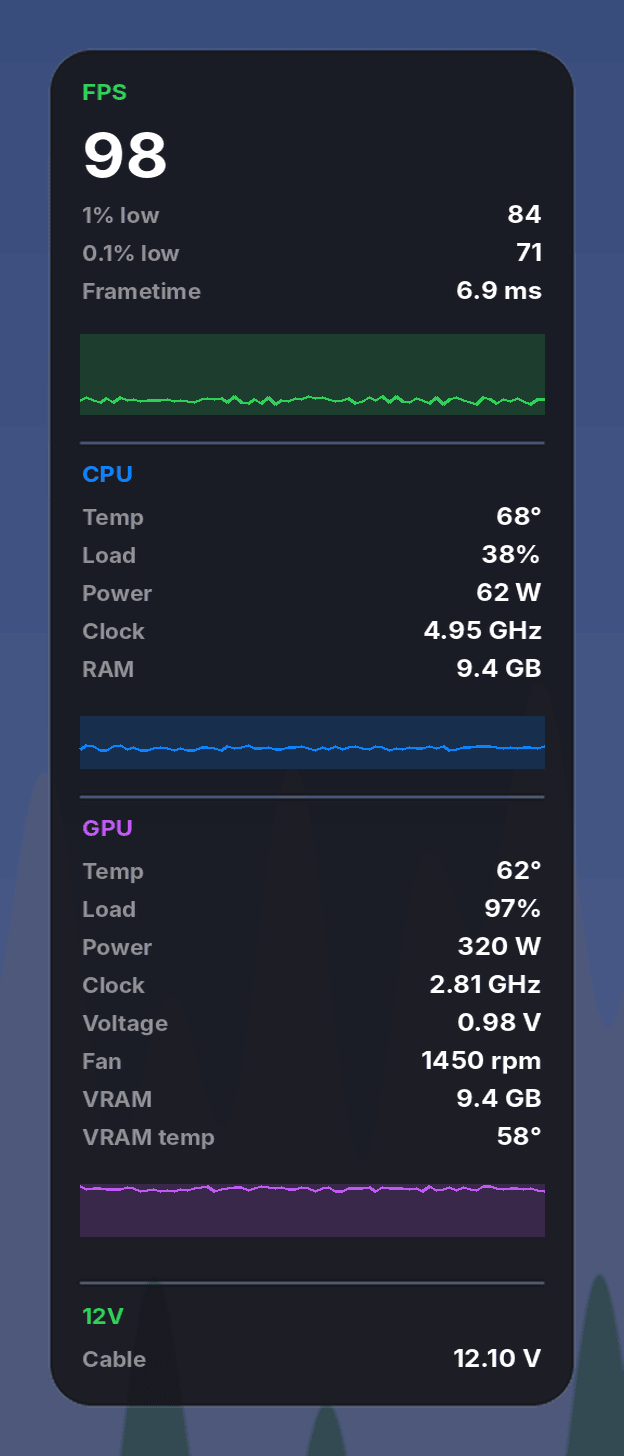 FPS
98
1% low 84
0.1% low 71
Frametime 6.9 ms
CPU
Temp 68°
Load 38%
Power 62 W
Clock 4.95 GHz
RAM 9.4 GB
GPU
Temp 62°
Load 97%
Power 320 W
Clock 2.81 GHz
Voltage 0.98 V
Fan 1450 rpm
VRAM 9.4 GB
VRAM temp 58°
12V
Cable 12.10 V